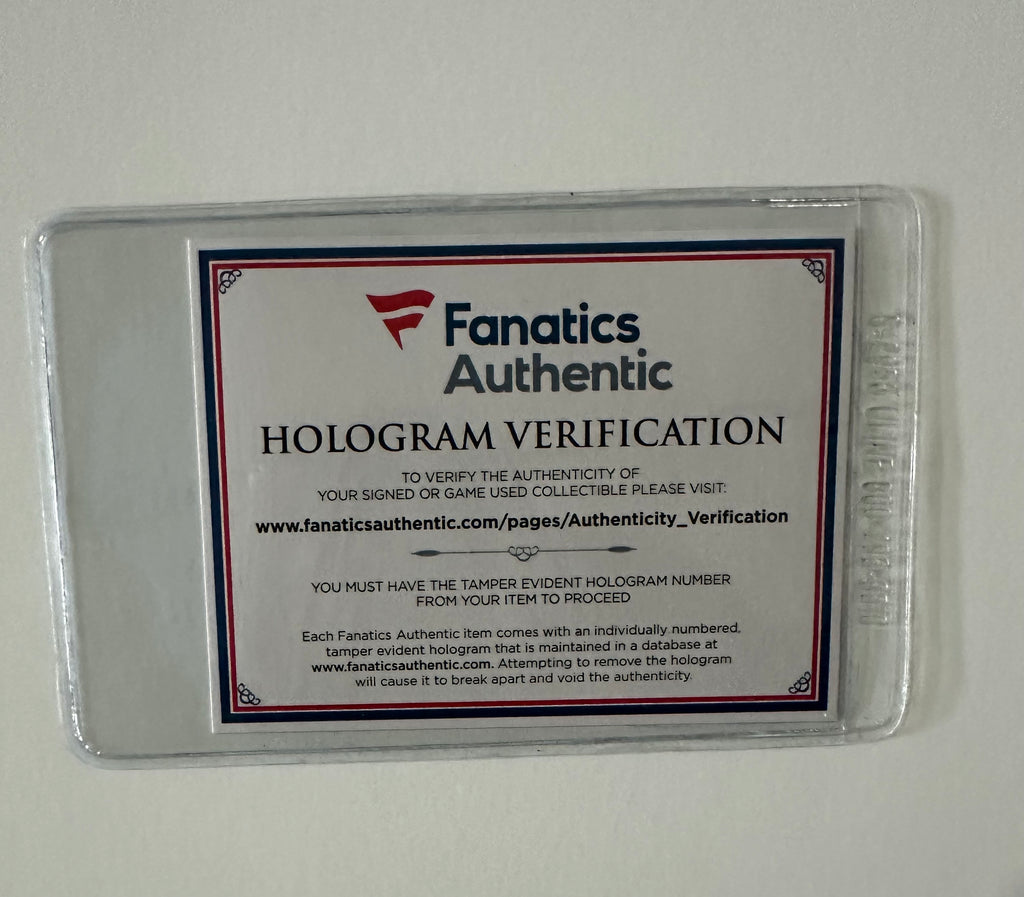 Fanatics
Authentic
HOLOGRAM VERIFICATION
TO VERIFY THE AUTHENTICITY OF
YOUR SIGNED OR GAME USED COLLECTIBLE PLEASE VISIT:
www.fanaticsauthentic.com/pages/Authenticity_Verification
YOU MUST HAVE THE TAMPER EVIDENT HOLOGRAM NUMBER
FROM YOUR ITEM TO PROCEED
Each Fanatics Authentic item comes with an individually numbered,
tamper evident hologram that is maintained in a database at
www.fanaticsauthentic.com. Attempting to remove the hologram
will cause it to break apart and void the authenticity.